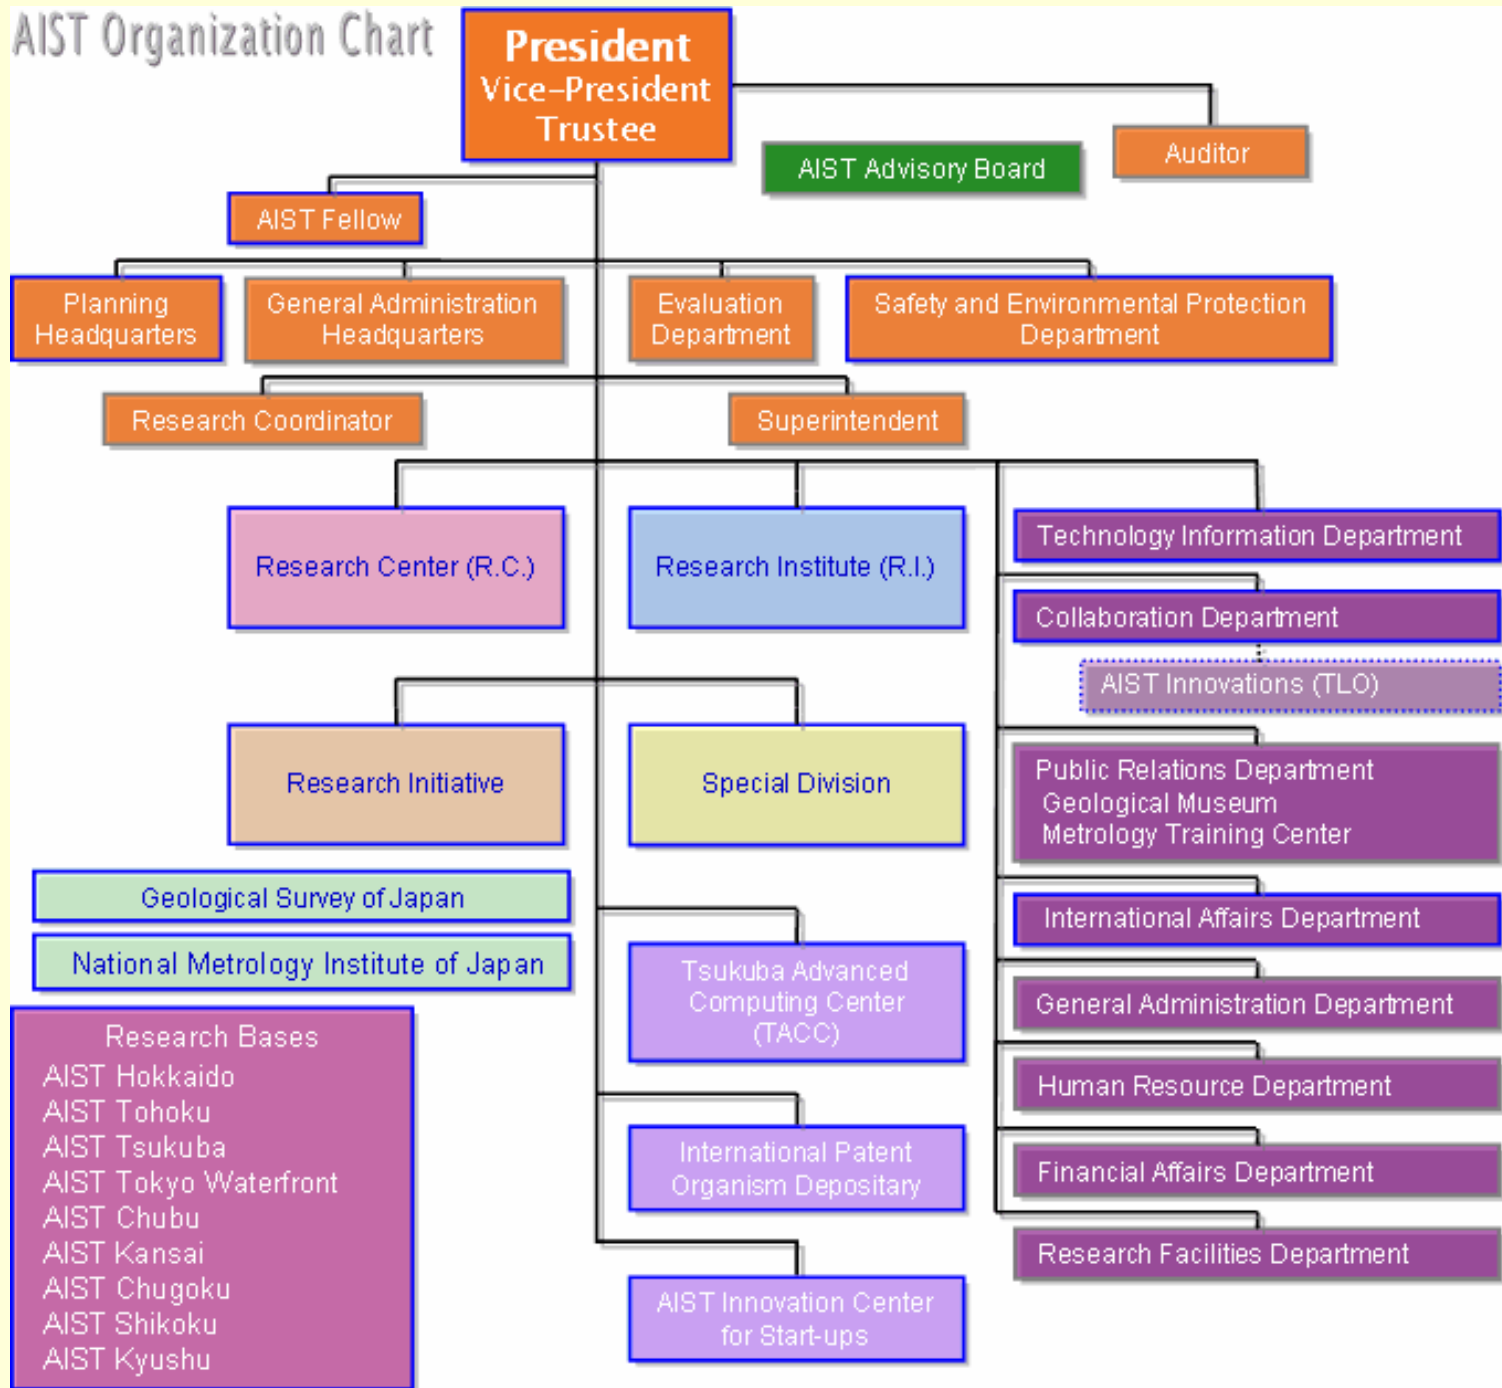 AIST Organization Chart
President
Vice-President
Trustee
Auditor
AIST Advisory Board
AIST Fellow
Planning
Headquarters
General Administration
Headquarters
Evaluation
Department
Safety and Environmental Protection
Department
Research Coordinator
Superintendent
Research Center (R.C.)
Research Institute (R.I.)
Technology Information Department
Collaboration Department
AIST Innovations (TLO)
Research Initiative
Special Division
Public Relations Department
Geological Museum
Metrology Training Center
Geological Survey of Japan
National Metrology Institute of Japan
International Affairs Department
Tsukuba Advanced
Computing Center
(TACC)
General Administration Department
Human Resource Department
International Patent
Organism Depositary
Financial Affairs Department
Research Facilities Department
AIST Innovation Center
for Start-ups
Research Bases
AIST Hokkaido
AIST Tohoku
AIST Tsukuba
AIST Tokyo Waterfront
AIST Chubu
AIST Kansai
AIST Chugoku
AIST Shikoku
AIST Kyushu